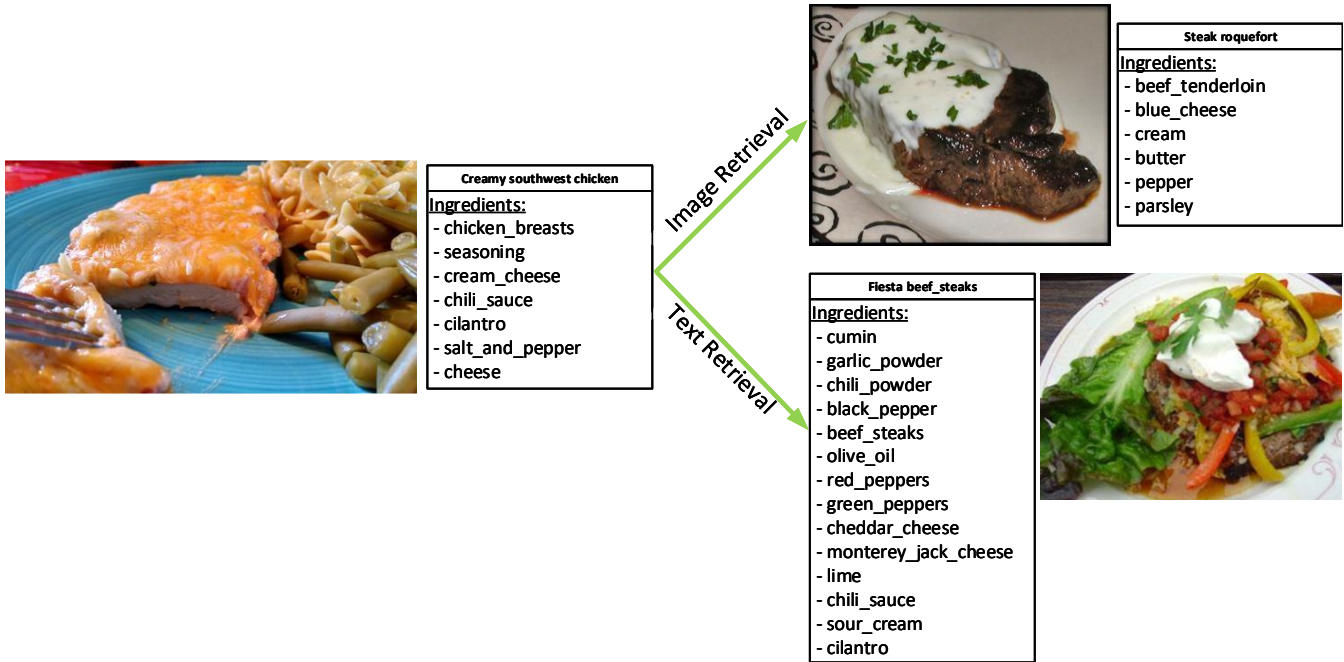 Creamy southwest chicken
Ingredients:
- chicken_breasts
- seasoning
- cream_cheese
- chili_sauce
- cilantro
- salt_and_pepper
- cheese
Image Retrieval
Text Retrieval
Steak roquefort
Ingredients:
- beef_tenderloin
- blue_cheese
- cream
- butter
- pepper
- parsley
Fiesta beef_steaks
Ingredients:
- cumin
- garlic_powder
- chili_powder
- black_pepper
- beef_steaks
- olive_oil
- red_peppers
- green_peppers
- cheddar_cheese
- monterey_jack_cheese
- lime
- chili_sauce
- sour_cream
- cilantro